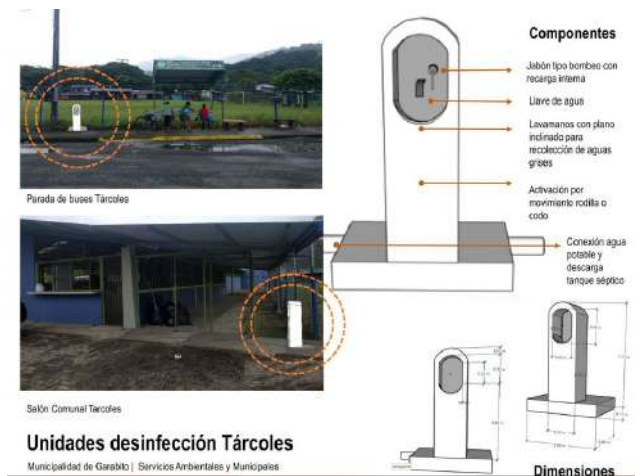 Componentes
Jabón tipo bombeo con
recarga interna
Llave de agua
Lavamanos con plano
inclinado para
recolección de aguas
grises
Activación por
movimiento rodilla o
codo
Conexión agua
potable y
descarga
tanque séptico
Parada de buses Tárcoles
Salón Comunal Tarcoles
Unidades desinfección Tárcoles
Municipalidad de Garabito | Servicios Ambientales y Municipales
Dimensiones